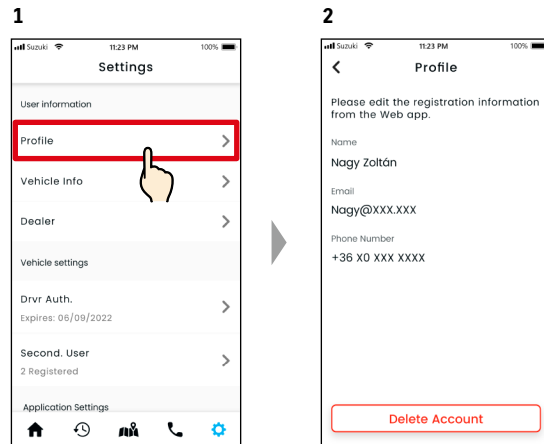 1
Suzuki 11:23 PM 100%
Settings
User information
Profile
Vehicle Info
Dealer
Vehicle settings
Drvr Auth.
Expires: 06/09/2022
Second. User
2 Registered
Application Settings
2
Suzuki 11:23 PM 100%
Profile
Please edit the registration information
from the Web app.
Name
Nagy Zoltán
Email
Nagy@XXX.XXX
Phone Number
+36 X0 XXX XXXX
Delete Account